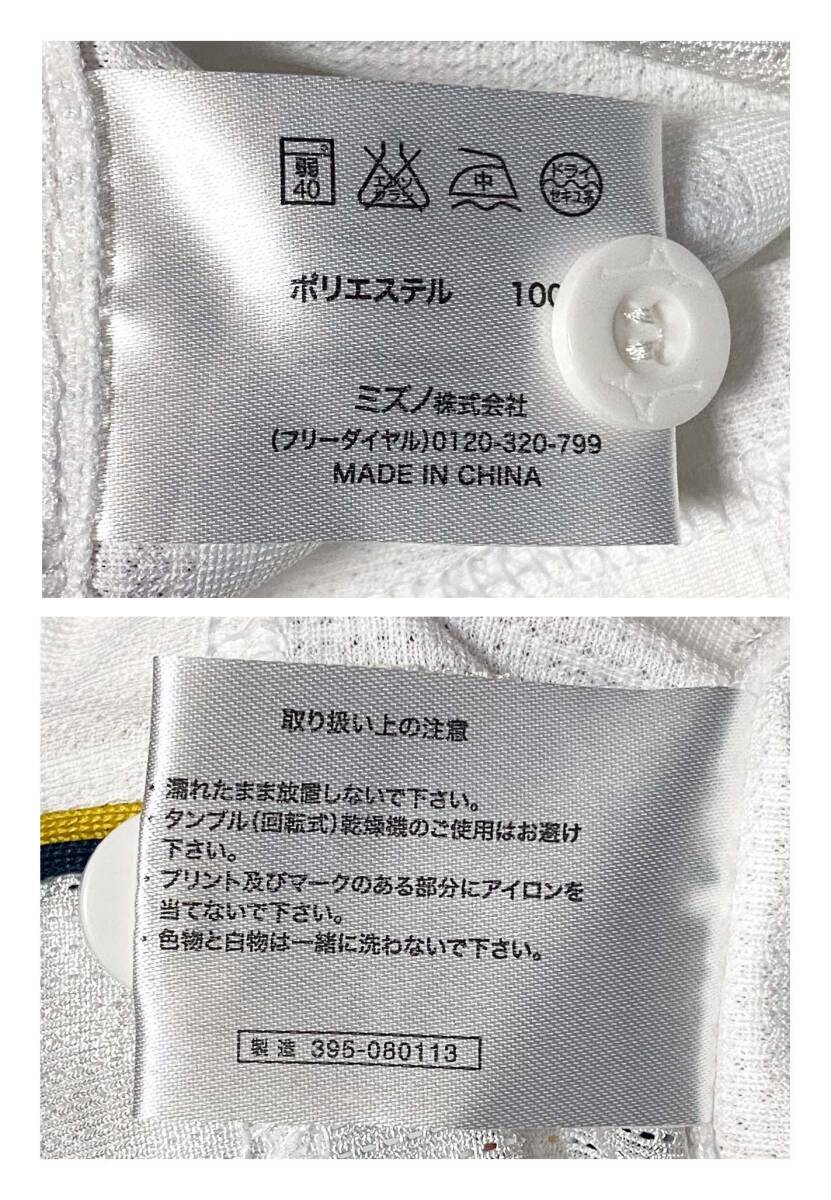 弱
40
エンソ
サラシ
中
ドライ
セキユ系
ポリエステル 100
ミズノ株式会社
(フリーダイヤル)0120-320-799
MADE IN CHINA
取り扱い上の注意
・濡れたまま放置しないで下さい。
・タンブル(回転式)乾燥機のご使用はお避け
下さい。
・プリント及びマークのある部分にアイロンを
当てないで下さい。
・色物と白物は一緒に洗わないで下さい。
製造 395-080113